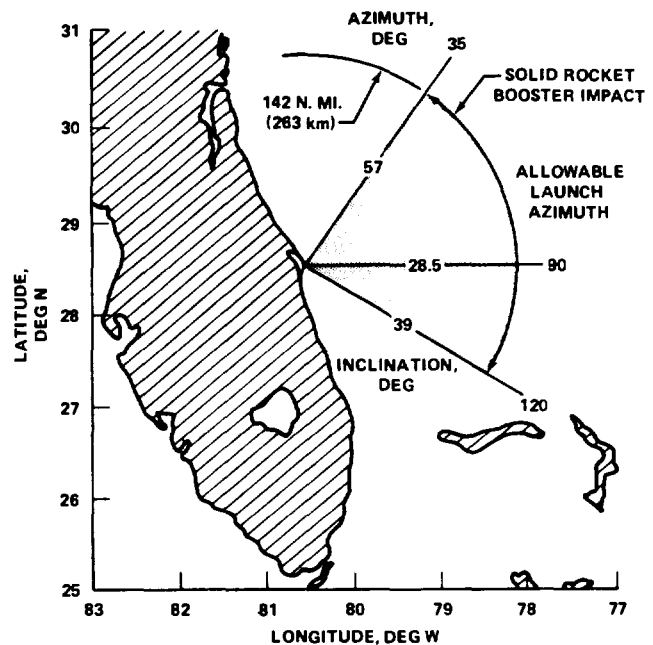 AZIMUTH,
DEG
35
SOLID ROCKET
BOOSTER IMPACT
142 N. MI.
(263 km)
57
ALLOWABLE
LAUNCH
AZIMUTH
28.5
90
39
INCLINATION,
DEG
120
31
30
29
28
27
26
25
LATITUDE,
DEG N
83
82
81
80
79
78
77
LONGITUDE, DEG W